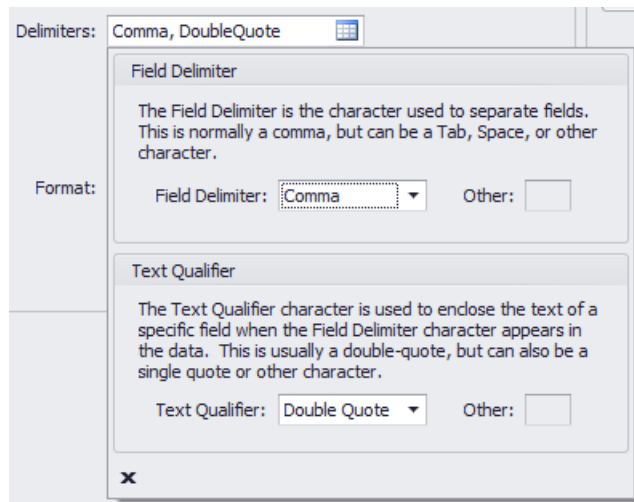 Delimiters: Comma, DoubleQuote
Field Delimiter
The Field Delimiter is the character used to separate fields.
This is normally a comma, but can be a Tab, Space, or other
character.
Format:
Field Delimiter: Comma Other:
Text Qualifier
The Text Qualifier character is used to enclose the text of a
specific field when the Field Delimiter character appears in
the data. This is usually a double-quote, but can also be a
single quote or other character.
Text Qualifier: Double Quote Other:
x